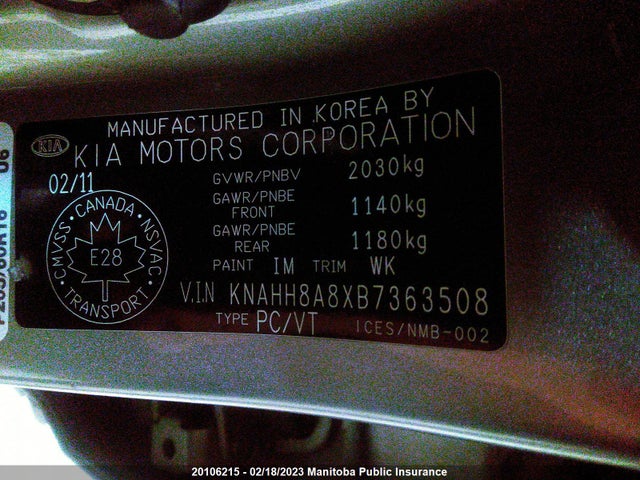 MANUFACTURED IN KOREA BY
KIA
KIA MOTORS CORPORATION
02/11
GVWR/PNBV 2030kg
GAWR/PNBE FRONT 1140kg
GAWR/PNBE REAR 1180kg
CANADA
CMVSS
NSVAC
E28
TRANSPORT
PAINT IM TRIM WK
V.I.N KNAHH8A8XB7363508
TYPE PC/VT ICES/NMB-002
20106215 - 02/18/2023 Manitoba Public Insurance